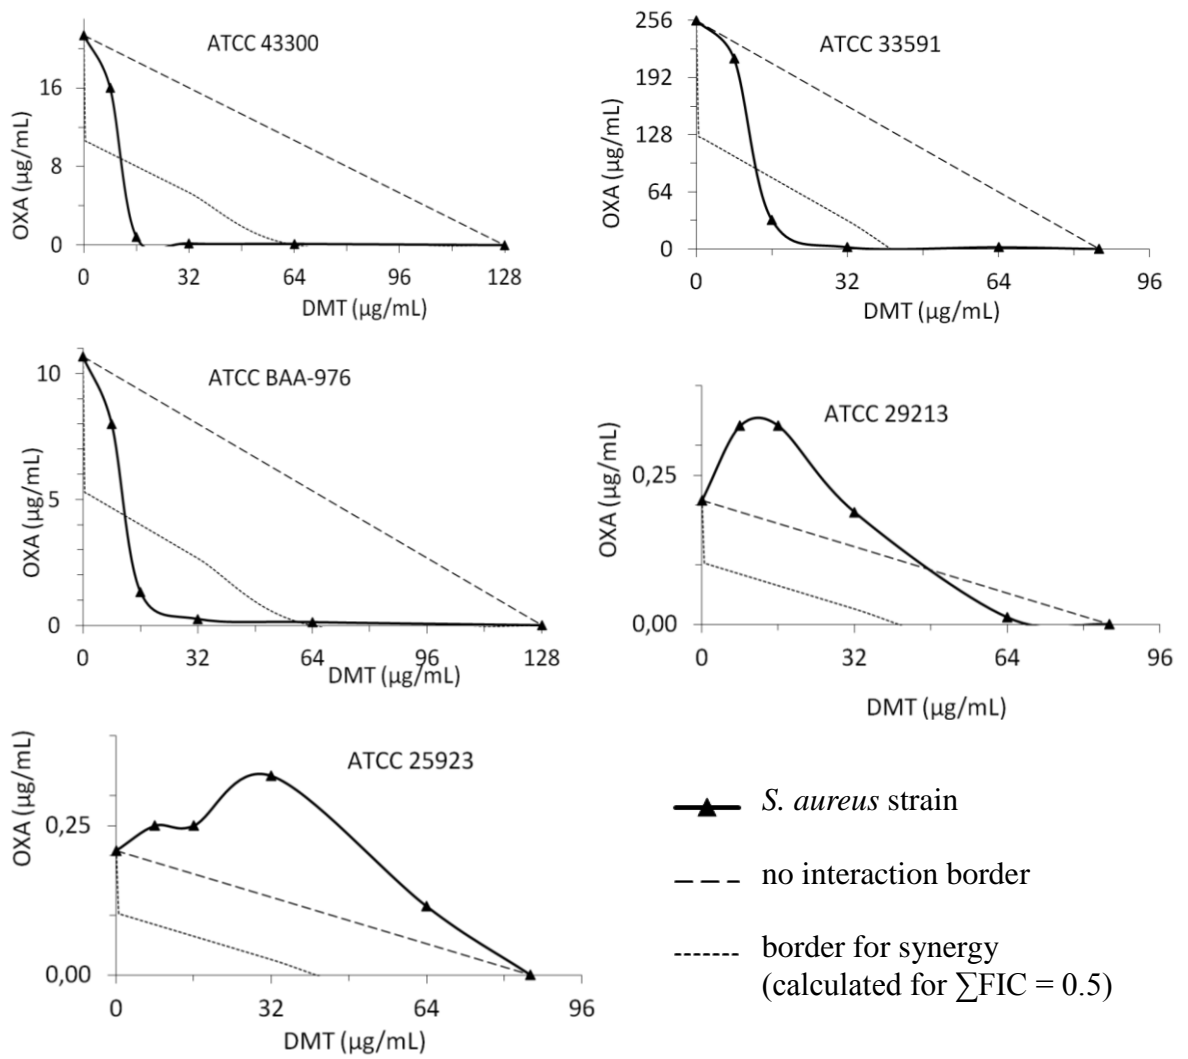 ATCC 43300
OXA (µg/mL)
16
8
0
0 32 64 96 128
DMT (µg/mL)
ATCC 33591
OXA (µg/mL)
256
192
128
64
0
0 32 64 96
DMT (µg/mL)
ATCC BAA-976
OXA (µg/mL)
10
5
0
0 32 64 96 128
DMT (µg/mL)
ATCC 29213
OXA (µg/mL)
0,25
0,00
0 32 64 96
DMT (µg/mL)
ATCC 25923
OXA (µg/mL)
0,25
0,00
0 32 64 96
DMT (µg/mL)
S. aureus strain
no interaction border
border for synergy
(calculated for ∑FIC = 0.5)